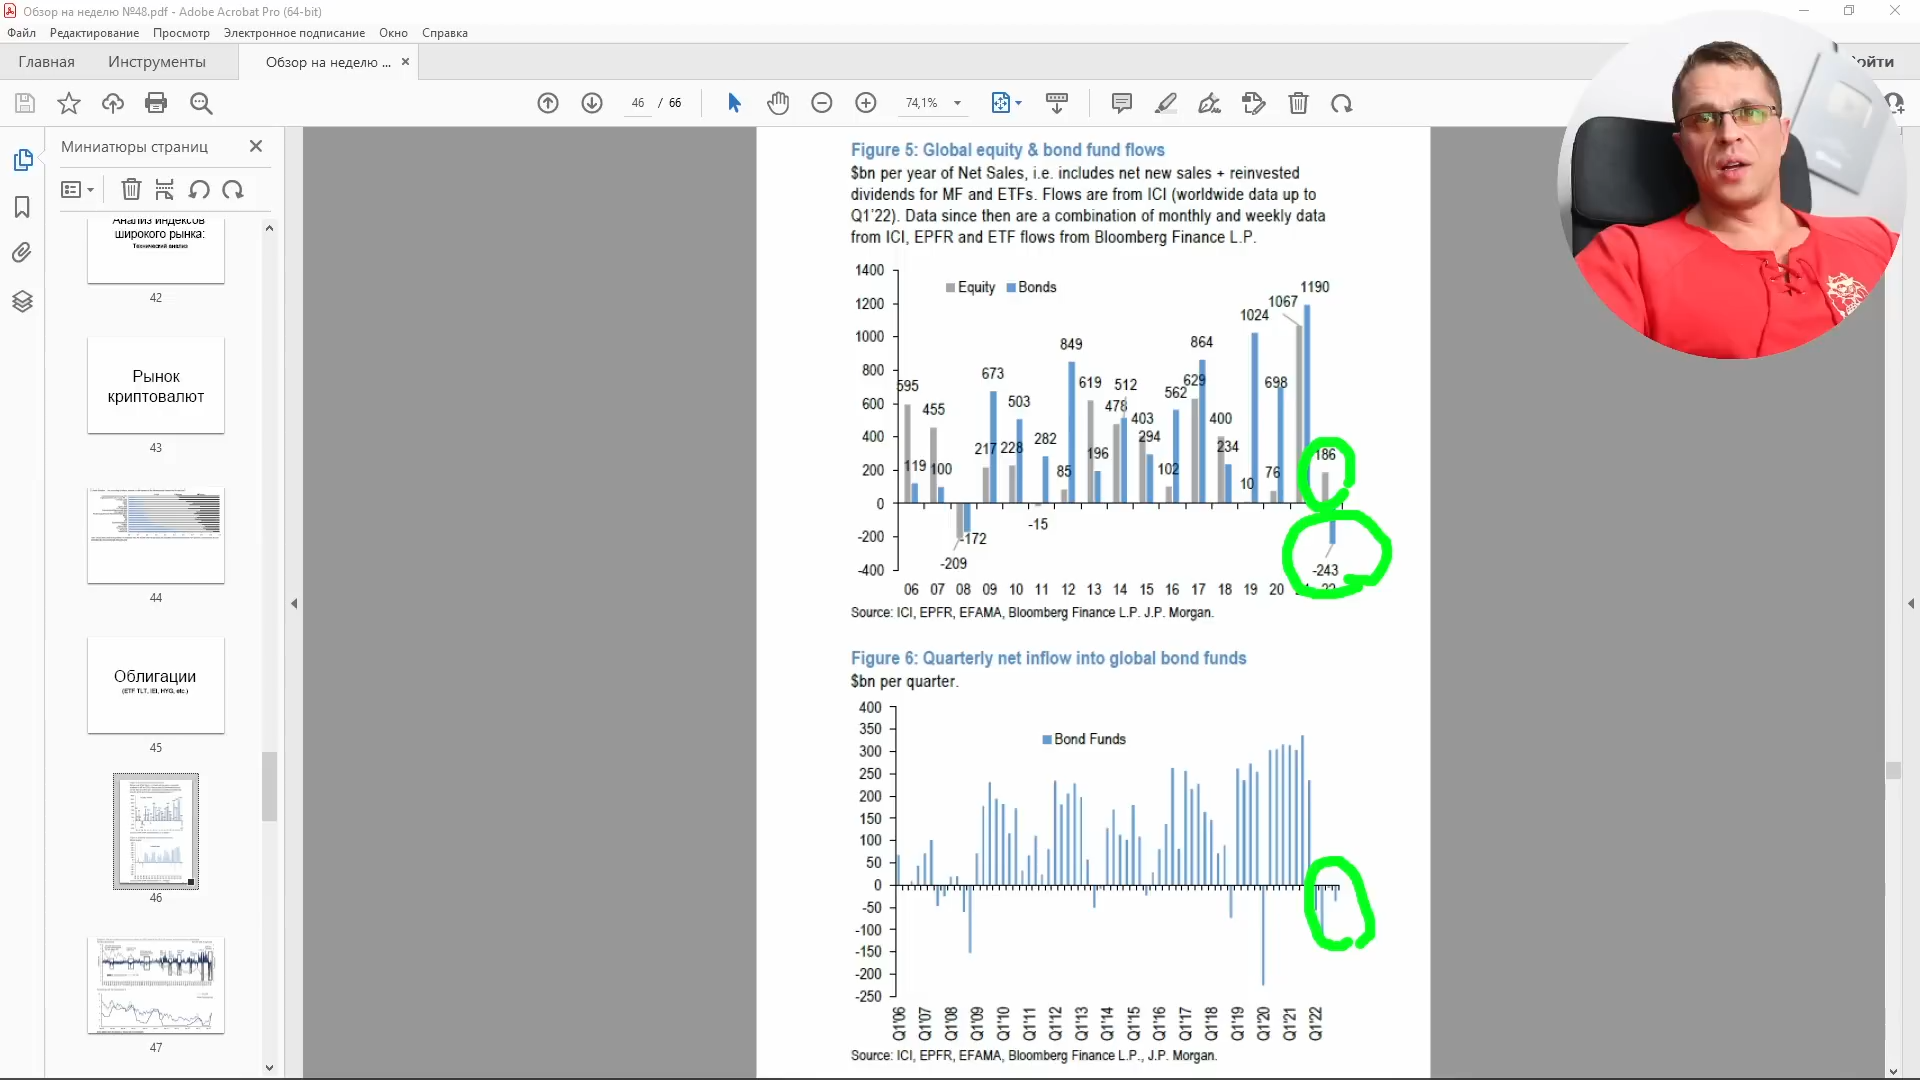 Обзор на неделю №48.pdf - Adobe Acrobat Pro (64-bit)
Файл Редактирование Просмотр Электронное подписание Окно Справка
Главная Инструменты Обзор на неделю ...
46 / 66 74,1%
Миниатюры страниц
Анализ индексов
широкого рынка:
Технический анализ
42
Рынок
криптовалют
43
44
Облигации
(ETF TLT, IEI, HYG, etc.)
45
46
47
Figure 5: Global equity & bond fund flows
$bn per year of Net Sales, i.e. includes net new sales + reinvested
dividends for MF and ETFs. Flows are from ICI (worldwide data up to
Q1'22). Data since then are a combination of monthly and weekly data
from ICI, EPFR and ETF flows from Bloomberg Finance L.P.
1400
1200
1000
800
600
400
200
0
-200
-400
Equity Bonds
595 119 455 100 -209 -172 217 673 228 503 -15 282 85 849 619 196 478 512 403 294 102 562 629 864 400 234 10 1024 76 698 1067 1190 186 -243
06 07 08 09 10 11 12 13 14 15 16 17 18 19 20
Source: ICI, EPFR, EFAMA, Bloomberg Finance L.P. J.P. Morgan.
Figure 6: Quarterly net inflow into global bond funds
$bn per quarter.
400
350
300
250
200
150
100
50
0
-50
-100
-150
-200
-250
Bond Funds
Q1'06 Q1'07 Q1'08 Q1'09 Q1'10 Q1'11 Q1'12 Q1'13 Q1'14 Q1'15 Q1'16 Q1'17 Q1'18 Q1'19 Q1'20 Q1'21 Q1'22
Source: ICI, EPFR, EFAMA, Bloomberg Finance L.P., J.P. Morgan.